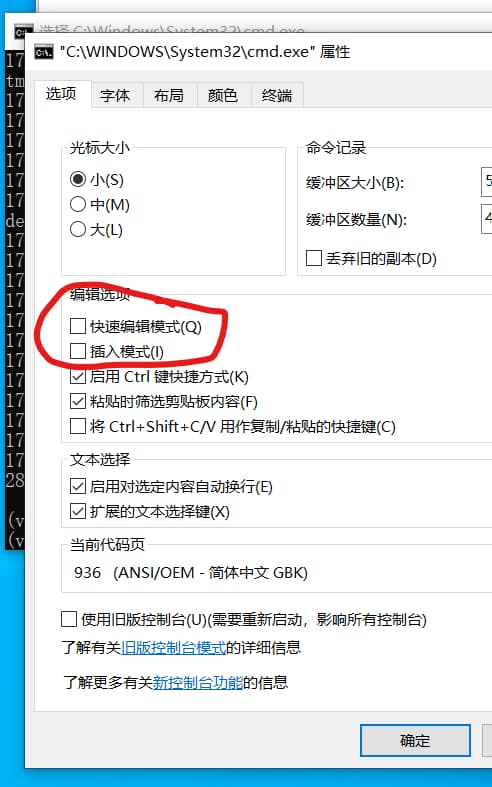 选择 C:\Windows\System32\cmd.exe
"C:\WINDOWS\System32\cmd.exe" 属性
选项 字体 布局 颜色 终端
光标大小
小(S)
中(M)
大(L)
命令记录
缓冲区大小(B): 5
缓冲区数量(N): 4
丢弃旧的副本(D)
编辑选项
快速编辑模式(Q)
插入模式(I)
启用 Ctrl 键快捷方式(K)
粘贴时筛选剪贴板内容(F)
将 Ctrl+Shift+C/V 用作复制/粘贴的快捷键(C)
文本选择
启用对选定内容自动换行(E)
扩展的文本选择键(X)
当前代码页
936 (ANSI/OEM - 简体中文 GBK)
使用旧版控制台(U)(需要重新启动，影响所有控制台)
了解有关旧版控制台模式的详细信息
了解更多有关新控制台功能的信息
确定
17
tm
17
17
17
17
17
17
de
17
17
17
17
17
17
17
17
17
17
17
17
28
(v
(v